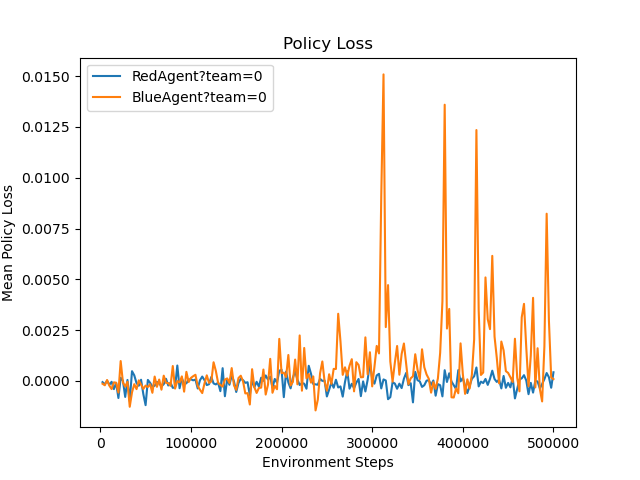 Policy Loss
RedAgent?team=0
BlueAgent?team=0
Mean Policy Loss
0.0150
0.0125
0.0100
0.0075
0.0050
0.0025
0.0000
0
100000
200000
300000
400000
500000
Environment Steps